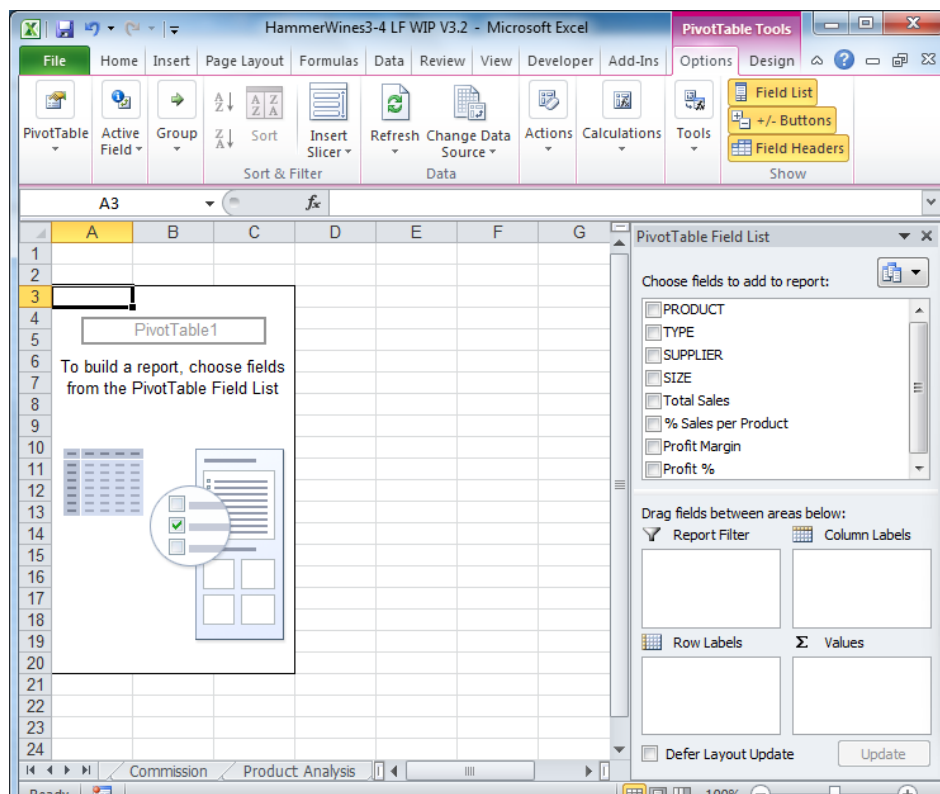 HammerWines3-4 LF WIP V3.2 - Microsoft Excel
PivotTable Tools
File Home Insert Page Layout Formulas Data Review View Developer Add-Ins Options Design
PivotTable Active Field Group Sort Insert Slicer Refresh Change Data Source Actions Calculations Tools
Field List
+/- Buttons
Field Headers
Sort & Filter Data Show
A3 fx
A B C D E F G
PivotTable Field List
1
2
3
4
5
6
7
8
9
10
11
12
13
14
15
16
17
18
19
20
21
22
23
24
PivotTable1
To build a report, choose fields
from the PivotTable Field List
Choose fields to add to report:
PRODUCT
TYPE
SUPPLIER
SIZE
Total Sales
% Sales per Product
Profit Margin
Profit %
Drag fields between areas below:
Report Filter Column Labels
Row Labels Σ Values
Defer Layout Update Update
Commission Product Analysis
Ready 100%